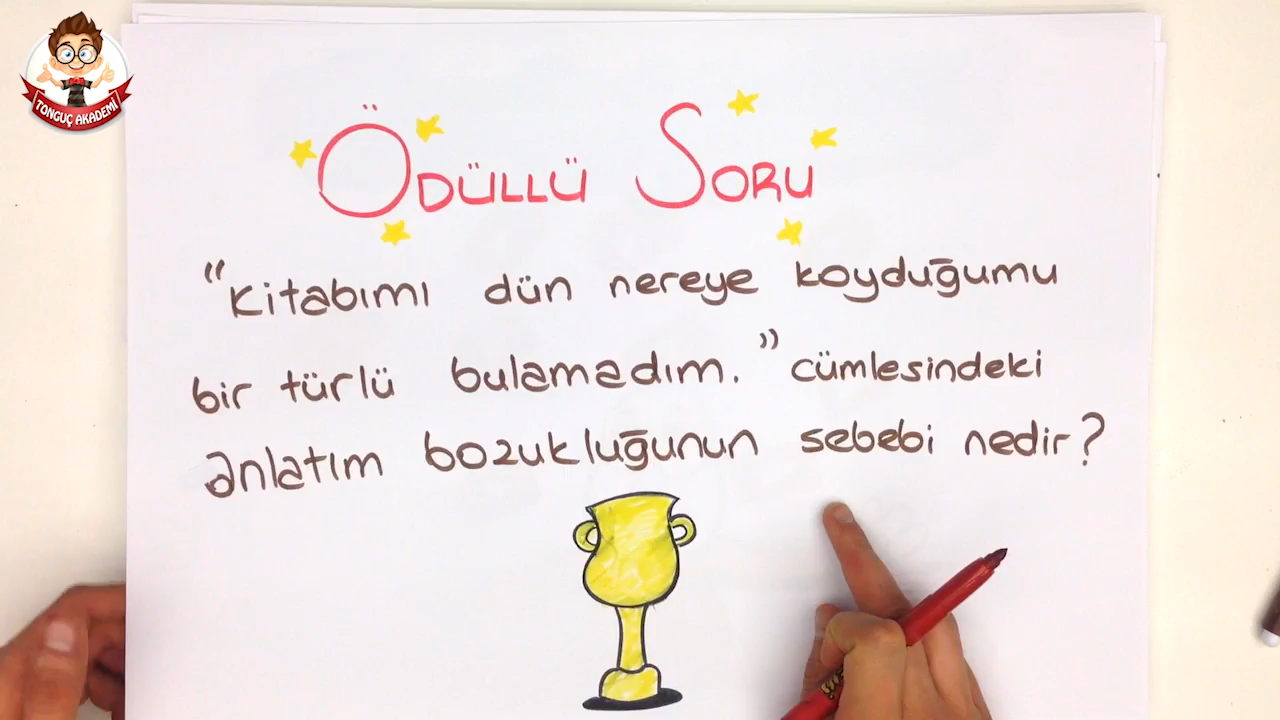 TONGUÇ AKADEMİ
ÖDÜLLÜ SORU
"Kitabımı dün nereye koyduğumu
bir türlü bulamadım." cümlesindeki
anlatım bozukluğunun sebebi nedir?